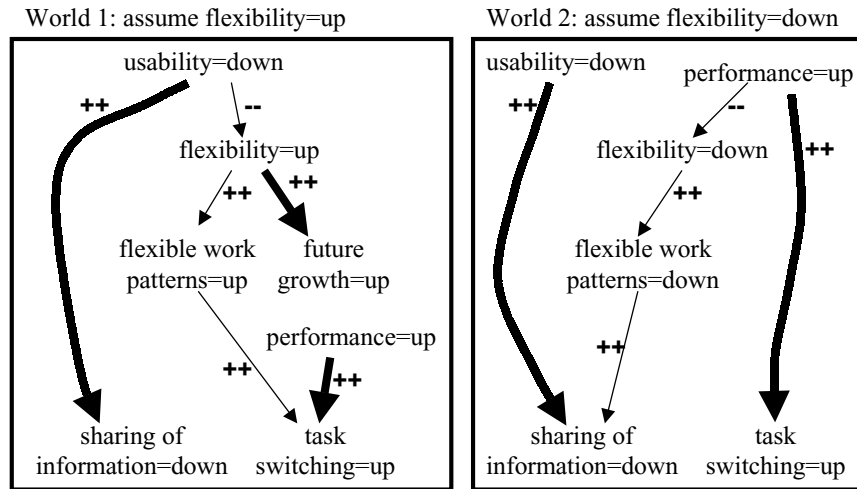 World 1: assume flexibility=up
usability=down
++
--
flexibility=up
++
++
flexible work
patterns=up
future
growth=up
performance=up
++
++
sharing of
information=down
task
switching=up
World 2: assume flexibility=down
usability=down
performance=up
++
--
++
flexibility=down
++
flexible work
patterns=down
++
sharing of
information=down
task
switching=up